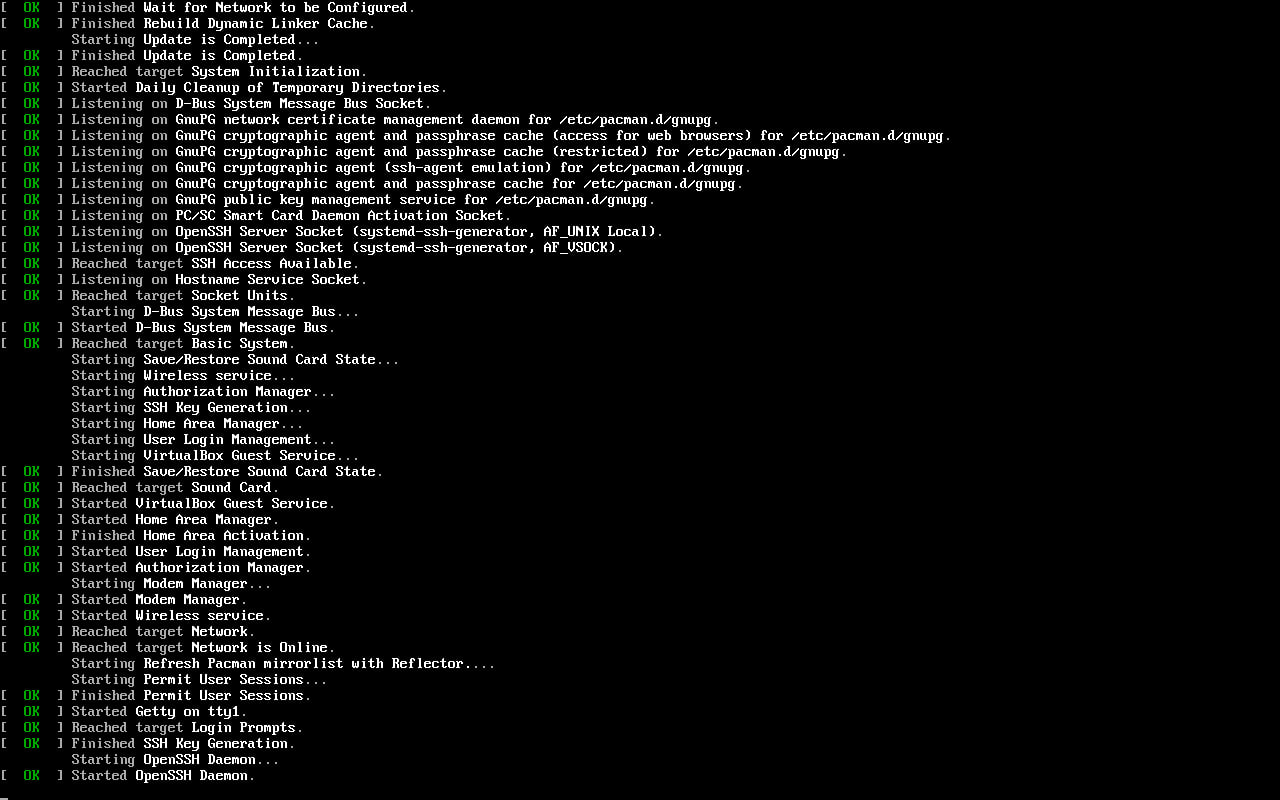 [  OK  ] Finished Wait for Network to be Configured.
[  OK  ] Finished Rebuild Dynamic Linker Cache.
         Starting Update is Completed...
[  OK  ] Finished Update is Completed.
[  OK  ] Reached target System Initialization.
[  OK  ] Started Daily Cleanup of Temporary Directories.
[  OK  ] Listening on D-Bus System Message Bus Socket.
[  OK  ] Listening on GnuPG network certificate management daemon for /etc/pacman.d/gnupg.
[  OK  ] Listening on GnuPG cryptographic agent and passphrase cache (access for web browsers) for /etc/pacman.d/gnupg.
[  OK  ] Listening on GnuPG cryptographic agent and passphrase cache (restricted) for /etc/pacman.d/gnupg.
[  OK  ] Listening on GnuPG cryptographic agent (ssh-agent emulation) for /etc/pacman.d/gnupg.
[  OK  ] Listening on GnuPG cryptographic agent and passphrase cache for /etc/pacman.d/gnupg.
[  OK  ] Listening on GnuPG public key management service for /etc/pacman.d/gnupg.
[  OK  ] Listening on PC/SC Smart Card Daemon Activation Socket.
[  OK  ] Listening on OpenSSH Server Socket (systemd-ssh-generator, AF_UNIX Local).
[  OK  ] Listening on OpenSSH Server Socket (systemd-ssh-generator, AF_VSOCK).
[  OK  ] Reached target SSH Access Available.
[  OK  ] Listening on Hostname Service Socket.
[  OK  ] Reached target Socket Units.
         Starting D-Bus System Message Bus...
[  OK  ] Started D-Bus System Message Bus.
[  OK  ] Reached target Basic System.
         Starting Save/Restore Sound Card State...
         Starting Wireless service...
         Starting Authorization Manager...
         Starting SSH Key Generation...
         Starting Home Area Manager...
         Starting User Login Management...
         Starting VirtualBox Guest Service...
[  OK  ] Finished Save/Restore Sound Card State.
[  OK  ] Reached target Sound Card.
[  OK  ] Started VirtualBox Guest Service.
[  OK  ] Started Home Area Manager.
[  OK  ] Finished Home Area Activation.
[  OK  ] Started User Login Management.
[  OK  ] Started Authorization Manager.
         Starting Modem Manager...
[  OK  ] Started Modem Manager.
[  OK  ] Started Wireless service.
[  OK  ] Reached target Network.
[  OK  ] Reached target Network is Online.
         Starting Refresh Pacman mirrorlist with Reflector....
         Starting Permit User Sessions...
[  OK  ] Finished Permit User Sessions.
[  OK  ] Started Getty on tty1.
[  OK  ] Reached target Login Prompts.
[  OK  ] Finished SSH Key Generation.
         Starting OpenSSH Daemon...
[  OK  ] Started OpenSSH Daemon.